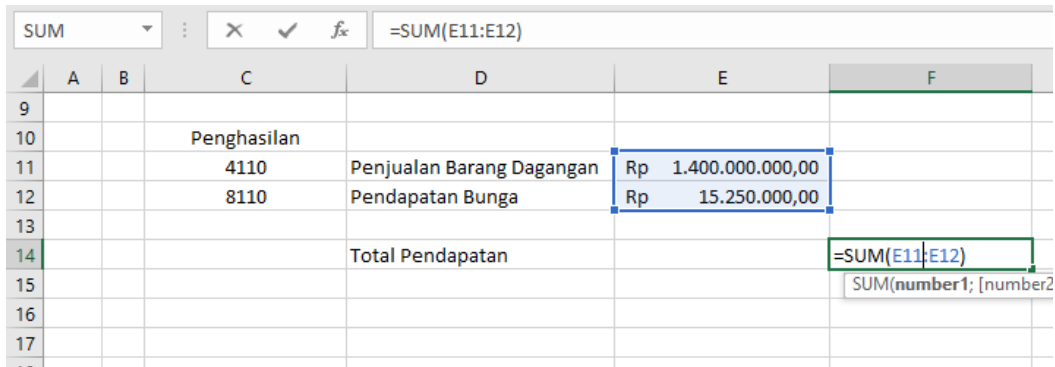 SUM fx =SUM(E11:E12)
A B C D E F
9
10 Penghasilan
11 4110 Penjualan Barang Dagangan Rp 1.400.000.000,00
12 8110 Pendapatan Bunga Rp 15.250.000,00
13
14 Total Pendapatan =SUM(E11:E12)
15 SUM(number1; [number2
16
17